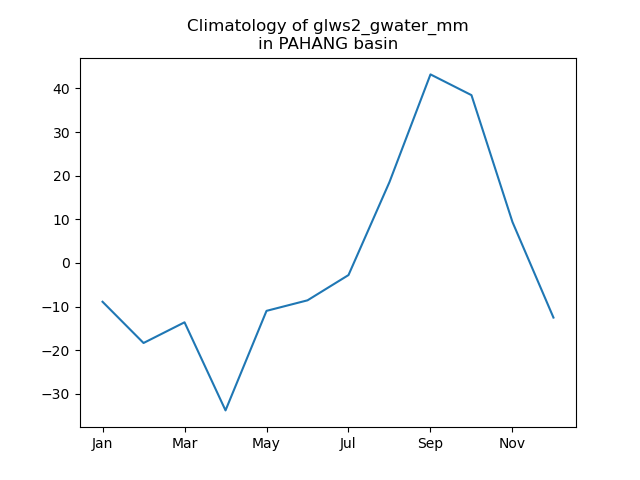 Climatology of glws2_gwater_mm
in PAHANG basin
40
30
20
10
0
−10
−20
−30
Jan
Mar
May
Jul
Sep
Nov